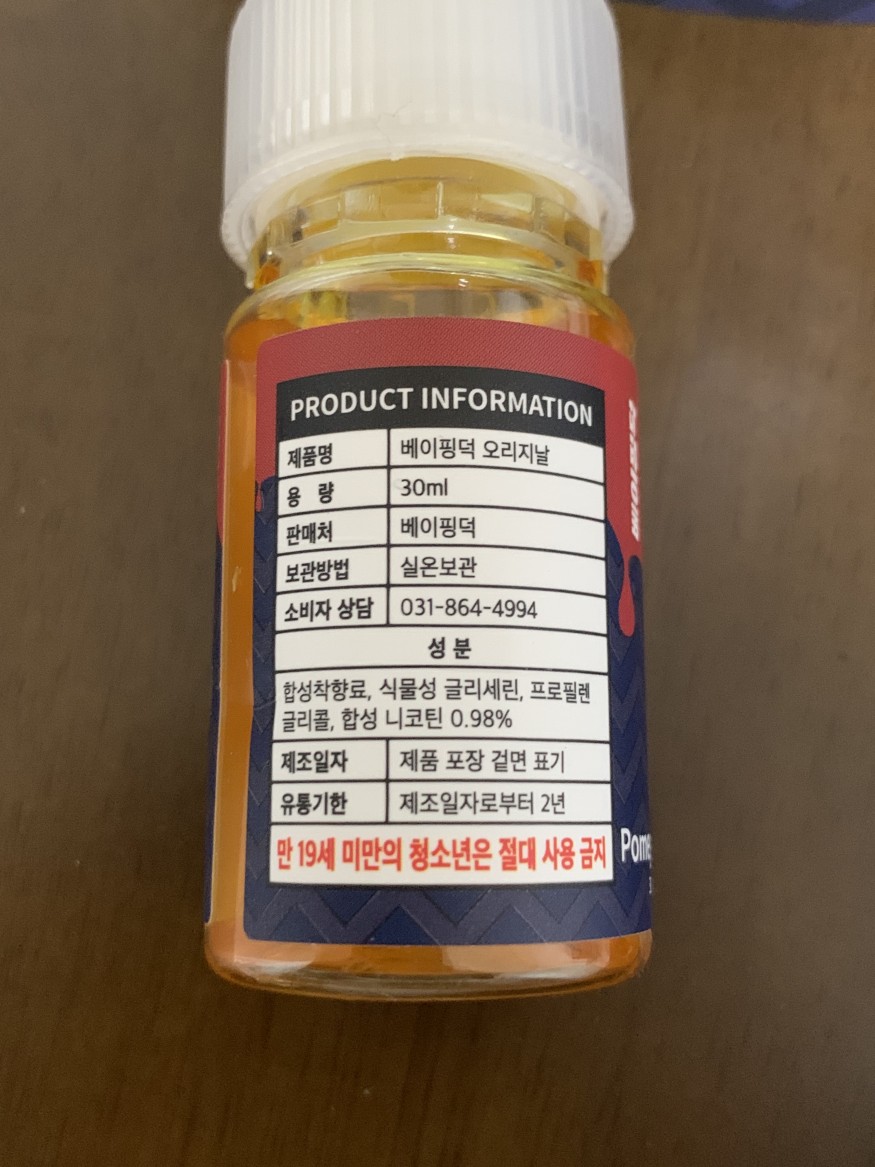 PRODUCT INFORMATION
제품명 베이핑덕 오리지날
용 량 30ml
판매처 베이핑덕
보관방법 실온보관
소비자 상담 031-864-4994
성 분
합성착향료, 식물성 글리세린, 프로필렌
글리콜, 합성 니코틴 0.98%
제조일자 제품 포장 겉면 표기
유통기한 제조일자로부터 2년
만 19세 미만의 청소년은 절대 사용 금지